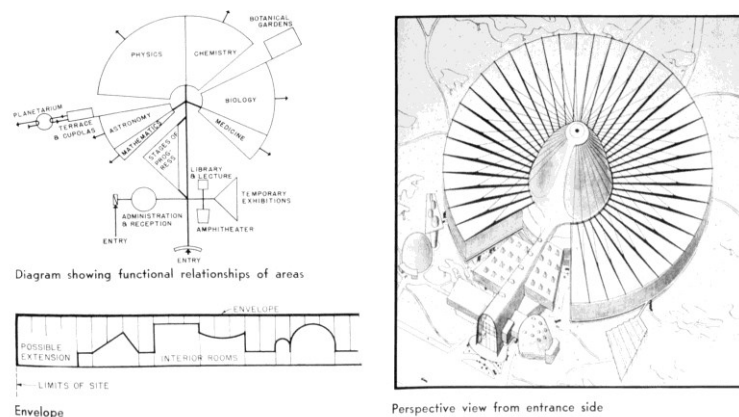 BOTANICAL
GARDENS
PHYSICS
CHEMISTRY
PLANETARIUM
TERRACE
& CUPOLAS
ASTRONOMY
MATHEMATICS
STAGES OF
PROG-
RESS
BIOLOGY
MEDICINE
LIBRARY
& LECTURE
TEMPORARY
EXHIBITIONS
ADMINISTRATION
& RECEPTION
AMPHITHEATER
ENTRY
ENTRY
Diagram showing functional relationships of areas
ENVELOPE
POSSIBLE
EXTENSION
INTERIOR ROOMS
LIMITS OF SITE
Envelope
Perspective view from entrance side